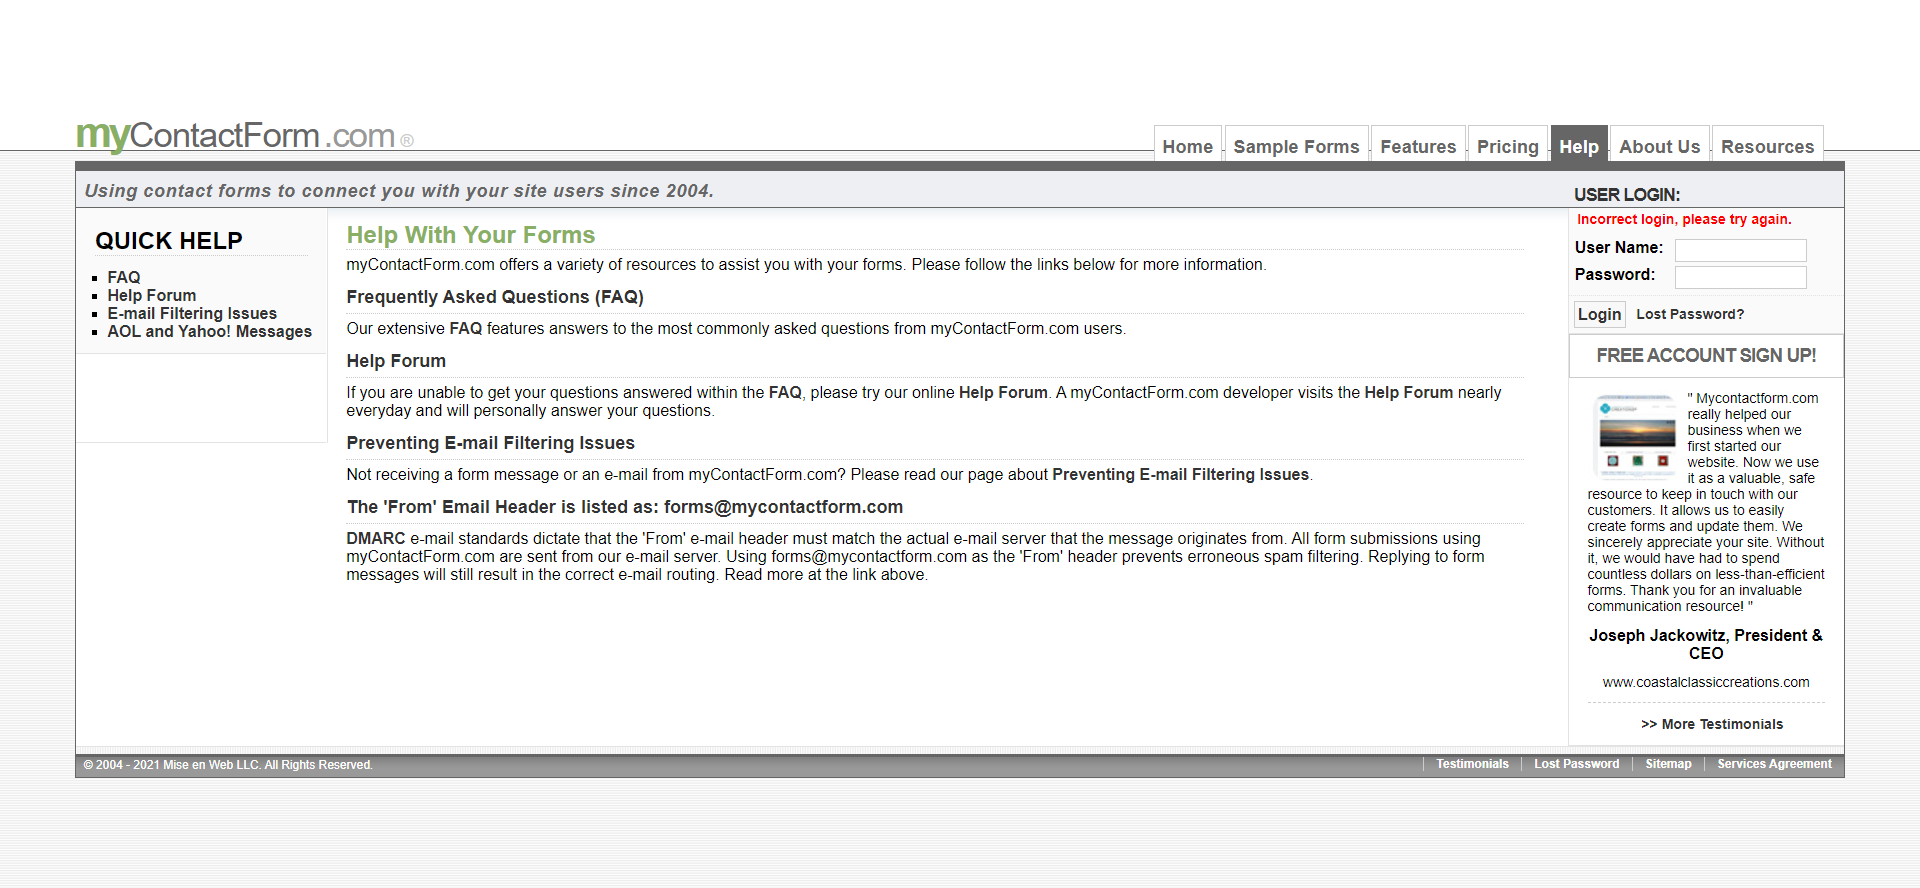 myContactForm.com®
Home
Sample Forms
Features
Pricing
Help
About Us
Resources
Using contact forms to connect you with your site users since 2004.
USER LOGIN:
QUICK HELP
FAQ
Help Forum
E-mail Filtering Issues
AOL and Yahoo! Messages
Help With Your Forms
myContactForm.com offers a variety of resources to assist you with your forms. Please follow the links below for more information.
Frequently Asked Questions (FAQ)
Our extensive FAQ features answers to the most commonly asked questions from myContactForm.com users.
Help Forum
If you are unable to get your questions answered within the FAQ, please try our online Help Forum. A myContactForm.com developer visits the Help Forum nearly
everyday and will personally answer your questions.
Preventing E-mail Filtering Issues
Not receiving a form message or an e-mail from myContactForm.com? Please read our page about Preventing E-mail Filtering Issues.
The 'From' Email Header is listed as: forms@mycontactform.com
DMARC e-mail standards dictate that the 'From' e-mail header must match the actual e-mail server that the message originates from. All form submissions using
myContactForm.com are sent from our e-mail server. Using forms@mycontactform.com as the 'From' header prevents erroneous spam filtering. Replying to form
messages will still result in the correct e-mail routing. Read more at the link above.
Incorrect login, please try again.
User Name:
Password:
Login
Lost Password?
FREE ACCOUNT SIGN UP!
" Mycontactform.com
really helped our
business when we
first started our
website. Now we use
it as a valuable, safe
resource to keep in touch with our
customers. It allows us to easily
create forms and update them. We
sincerely appreciate your site. Without
it, we would have had to spend
countless dollars on less-than-efficient
forms. Thank you for an invaluable
communication resource! "
Joseph Jackowitz, President &
CEO
www.coastalclassiccreations.com
>> More Testimonials
© 2004 - 2021 Mise en Web LLC. All Rights Reserved.
Testimonials
Lost Password
Sitemap
Services Agreement